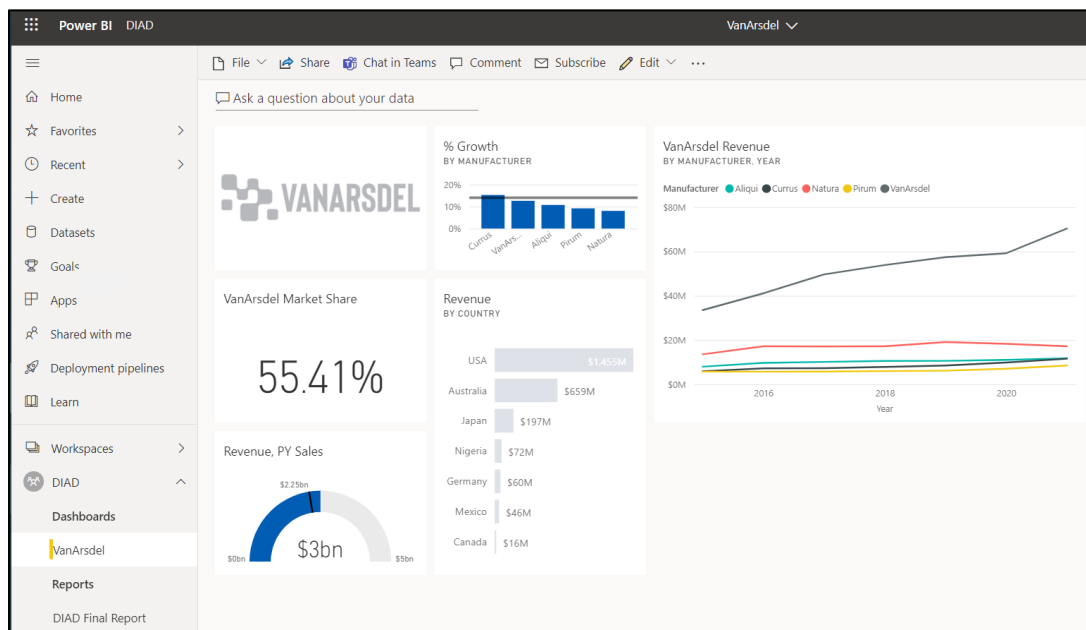 Power BI DIAD VanArsdel
File Share Chat in Teams Comment Subscribe Edit ...
Home
Favorites
Recent
Create
Datasets
Goals
Apps
Shared with me
Deployment pipelines
Learn
Workspaces
DIAD
Dashboards
VanArsdel
Reports
DIAD Final Report
Ask a question about your data
VANARSDEL
% Growth
BY MANUFACTURER
20%
10%
0%
Currus VanArs... Aliqui Pirum Natura
VanArsdel Revenue
BY MANUFACTURER, YEAR
Manufacturer Aliqui Currus Natura Pirum VanArsdel
$80M
$60M
$40M
$20M
$0M
2016 2018 2020
Year
VanArsdel Market Share
55.41%
Revenue
BY COUNTRY
USA $1,455M
Australia $659M
Japan $197M
Nigeria $72M
Germany $60M
Mexico $46M
Canada $16M
Revenue, PY Sales
$2.25bn
$0bn $3bn $5bn